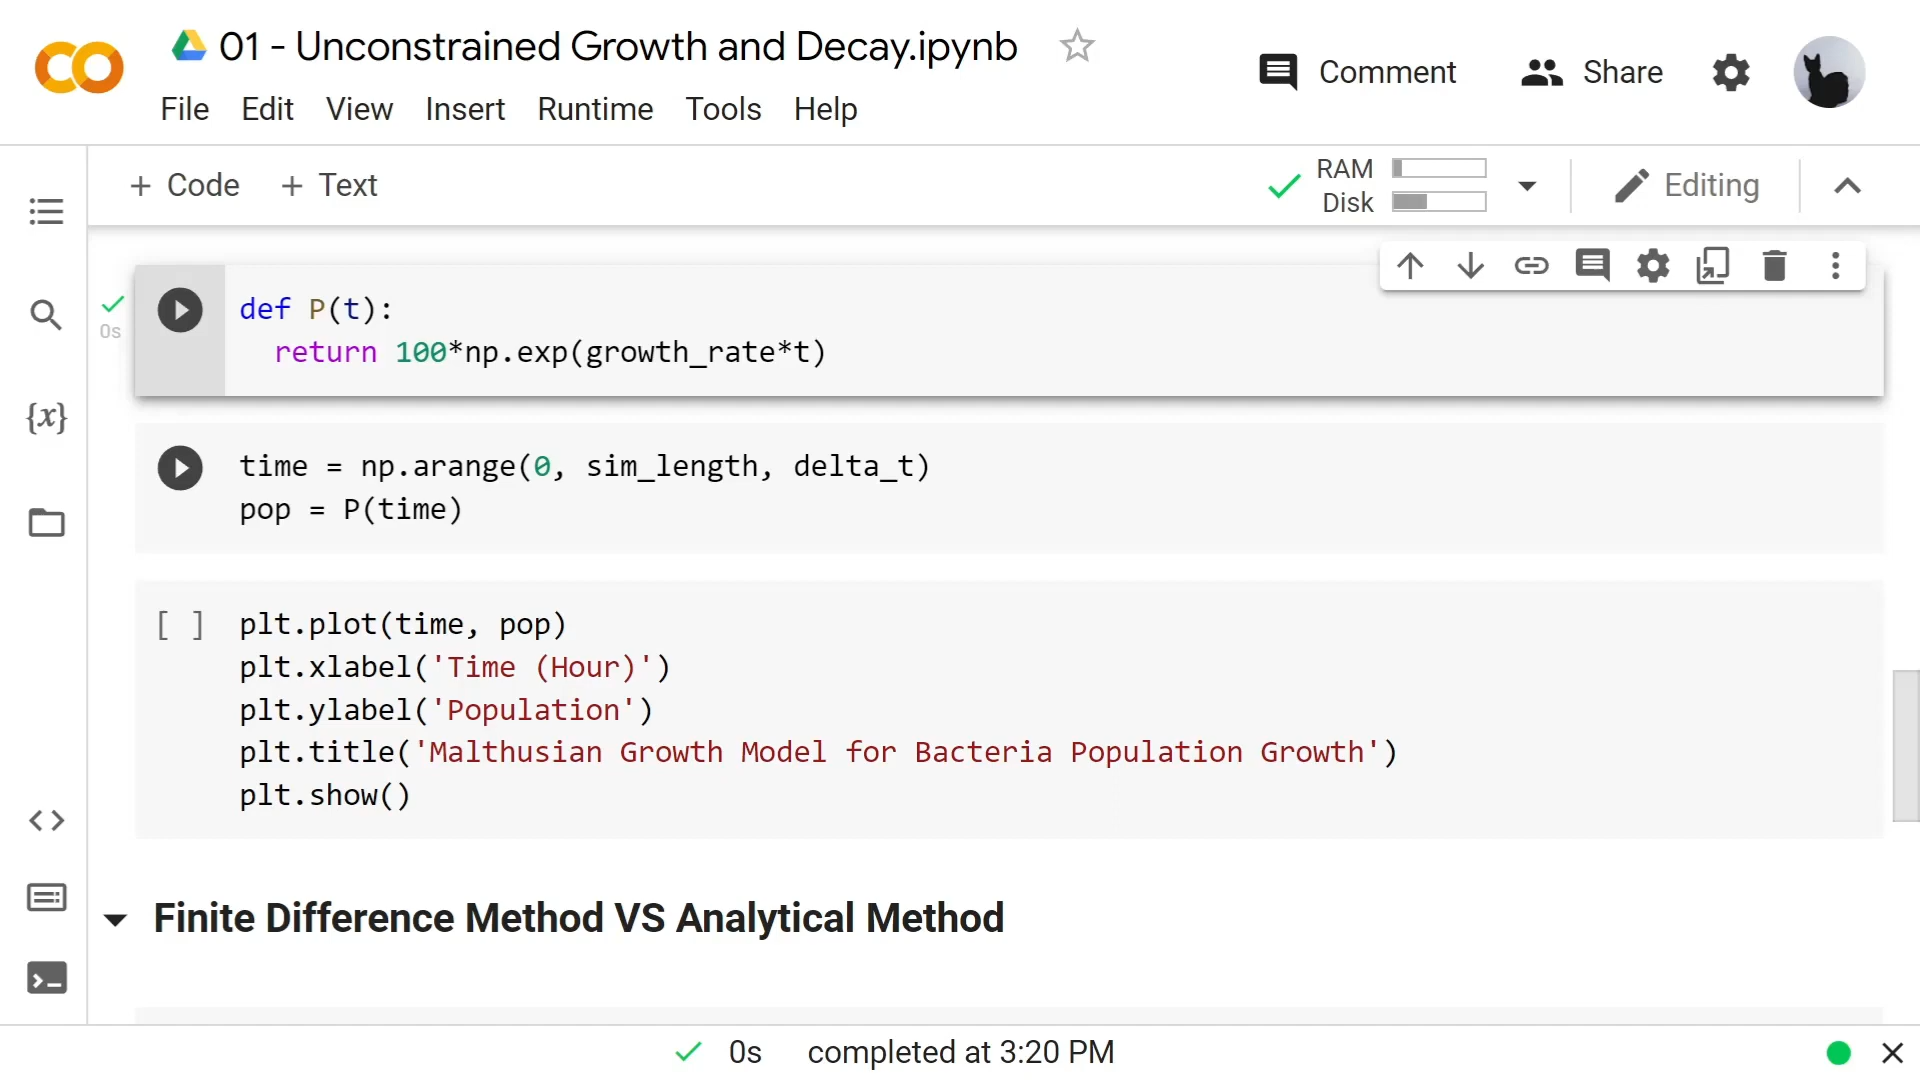 01 - Unconstrained Growth and Decay.ipynb
Comment
Share
File Edit View Insert Runtime Tools Help
+ Code + Text
RAM
Disk
Editing
0s
def P(t):
  return 100*np.exp(growth_rate*t)
{x}
time = np.arange(0, sim_length, delta_t)
pop = P(time)
[ ]
plt.plot(time, pop)
plt.xlabel('Time (Hour)')
plt.ylabel('Population')
plt.title('Malthusian Growth Model for Bacteria Population Growth')
plt.show()
Finite Difference Method VS Analytical Method
0s completed at 3:20 PM